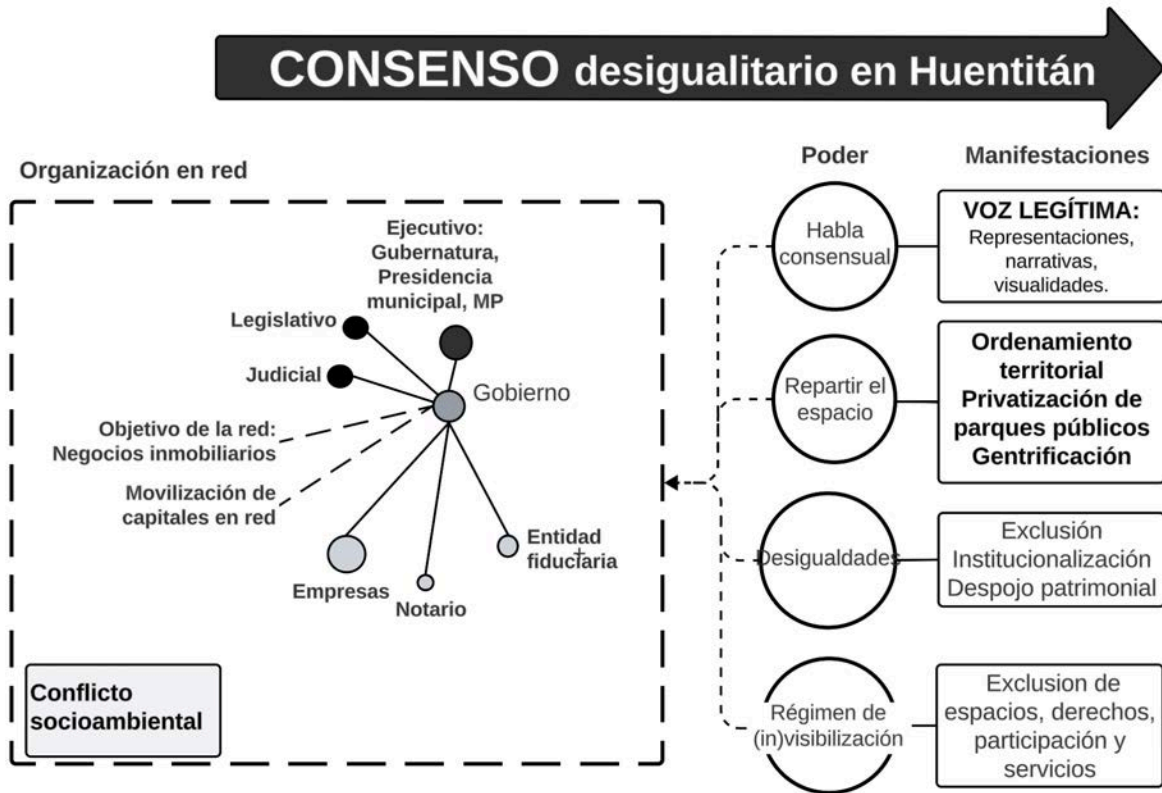 CONSENSO desigualitario en Huentitán
Organización en red
Ejecutivo:
Gubernatura,
Presidencia
municipal, MP
Legislativo
Judicial
Gobierno
Objetivo de la red:
Negocios inmobiliarios
Movilización de
capitales en red
Empresas
Notario
Entidad
fiduciaria
+
Conflicto
socioambiental
Poder
Manifestaciones
Habla
consensual
VOZ LEGÍTIMA:
Representaciones,
narrativas,
visualidades.
Repartir el
espacio
Ordenamiento
territorial
Privatización de
parques públicos
Gentrificación
Desigualdades
Exclusión
Institucionalización
Despojo patrimonial
Régimen de
(in)visibilización
Exclusion de
espacios, derechos,
participación y
servicios